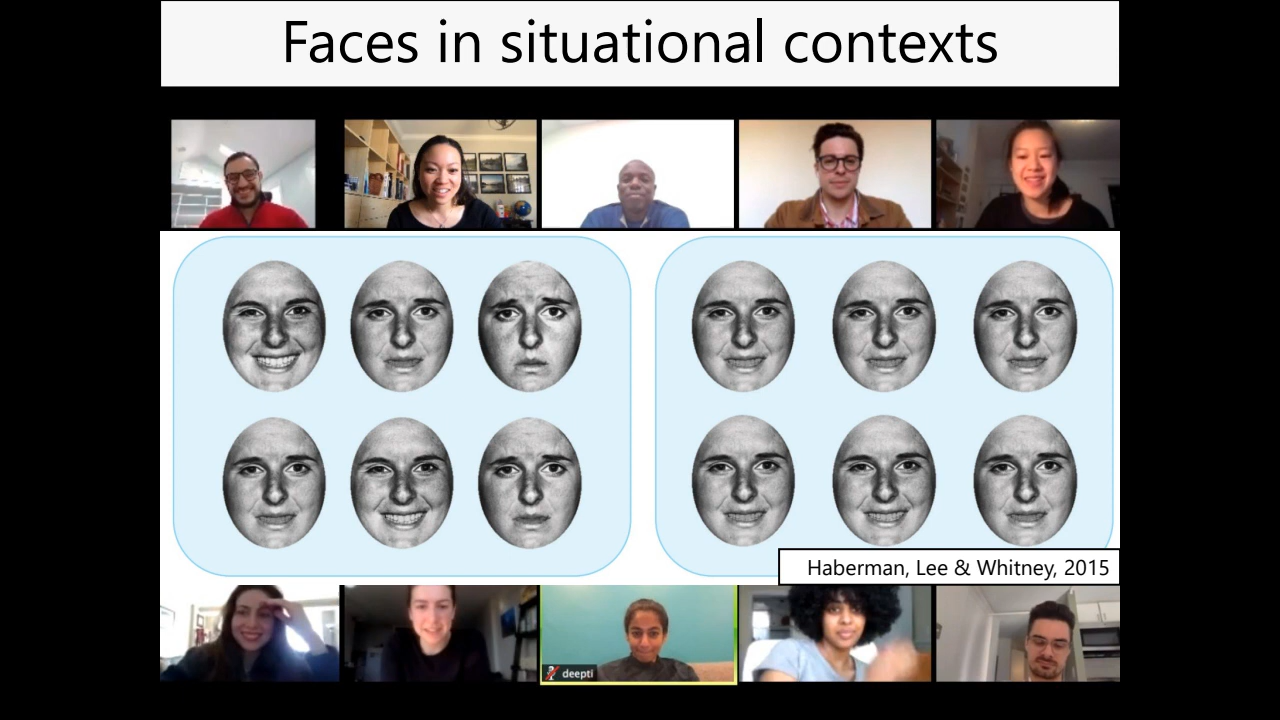 Faces in situational contexts
Haberman, Lee & Whitney, 2015
deepti